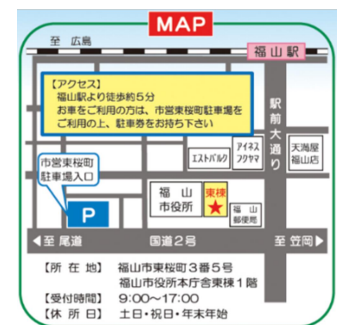 MAP
至 広島
福山駅
【アクセス】
福山駅より徒歩約5分
お車をご利用の方は、市営東桜町駐車場を
ご利用の上、駐車券をお持ち下さい
駅前大通り
エストパルク
アイネス
フクヤマ
天満屋
福山店
市営東桜町
駐車場入口
P
福山
市役所
東棟
★
福山
郵便局
◀至 尾道
国道2号
至 笠岡▶
【所在地】 福山市東桜町3番5号
福山市役所本庁舎東棟1階
【受付時間】 9:00～17:00
【休所日】 土日・祝日・年末年始